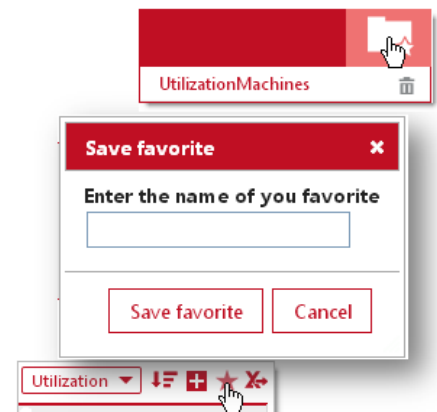 UtilizationMachines
Save favorite
Enter the name of you favorite
Save favorite Cancel
Utilization